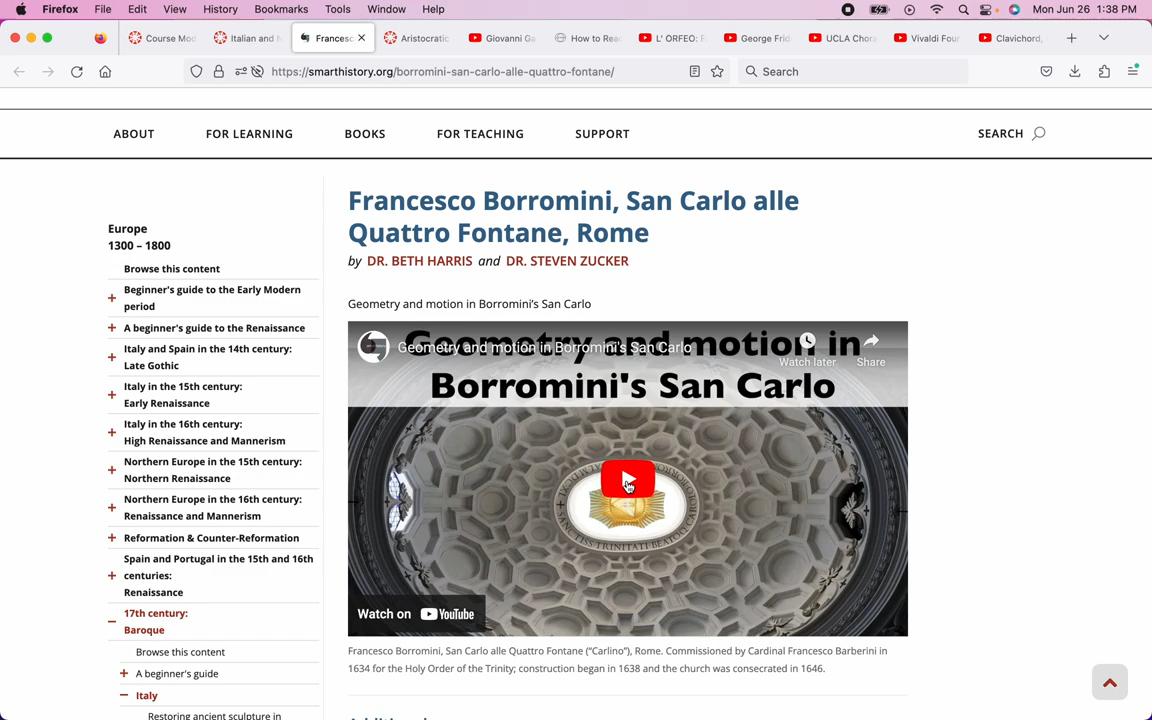 Firefox File Edit View History Bookmarks Tools Window Help Mon Jun 26 1:38 PM
Course Mod Italian and N Francesc Aristocratic Giovanni Ga How to Rea L' ORFEO: F George Frid UCLA Chora Vivaldi Four Clavichord,
https://smarthistory.org/borromini-san-carlo-alle-quattro-fontane/ Search
ABOUT FOR LEARNING BOOKS FOR TEACHING SUPPORT SEARCH
Europe
1300 – 1800
Browse this content
Beginner's guide to the Early Modern
period
A beginner's guide to the Renaissance
Italy and Spain in the 14th century:
Late Gothic
Italy in the 15th century:
Early Renaissance
Italy in the 16th century:
High Renaissance and Mannerism
Northern Europe in the 15th century:
Northern Renaissance
Northern Europe in the 16th century:
Renaissance and Mannerism
Reformation & Counter-Reformation
Spain and Portugal in the 15th and 16th
centuries:
Renaissance
17th century:
Baroque
Browse this content
A beginner's guide
Italy
Restoring ancient sculpture in
Francesco Borromini, San Carlo alle
Quattro Fontane, Rome
by DR. BETH HARRIS and DR. STEVEN ZUCKER
Geometry and motion in Borromini's San Carlo
Geometry and motion in
Borromini's San Carlo
Geometry and motion in Borromini's San Carlo
Watch later Share
Watch on YouTube
Francesco Borromini, San Carlo alle Quattro Fontane ("Carlino"), Rome. Commissioned by Cardinal Francesco Barberini in
1634 for the Holy Order of the Trinity; construction began in 1638 and the church was consecrated in 1646.